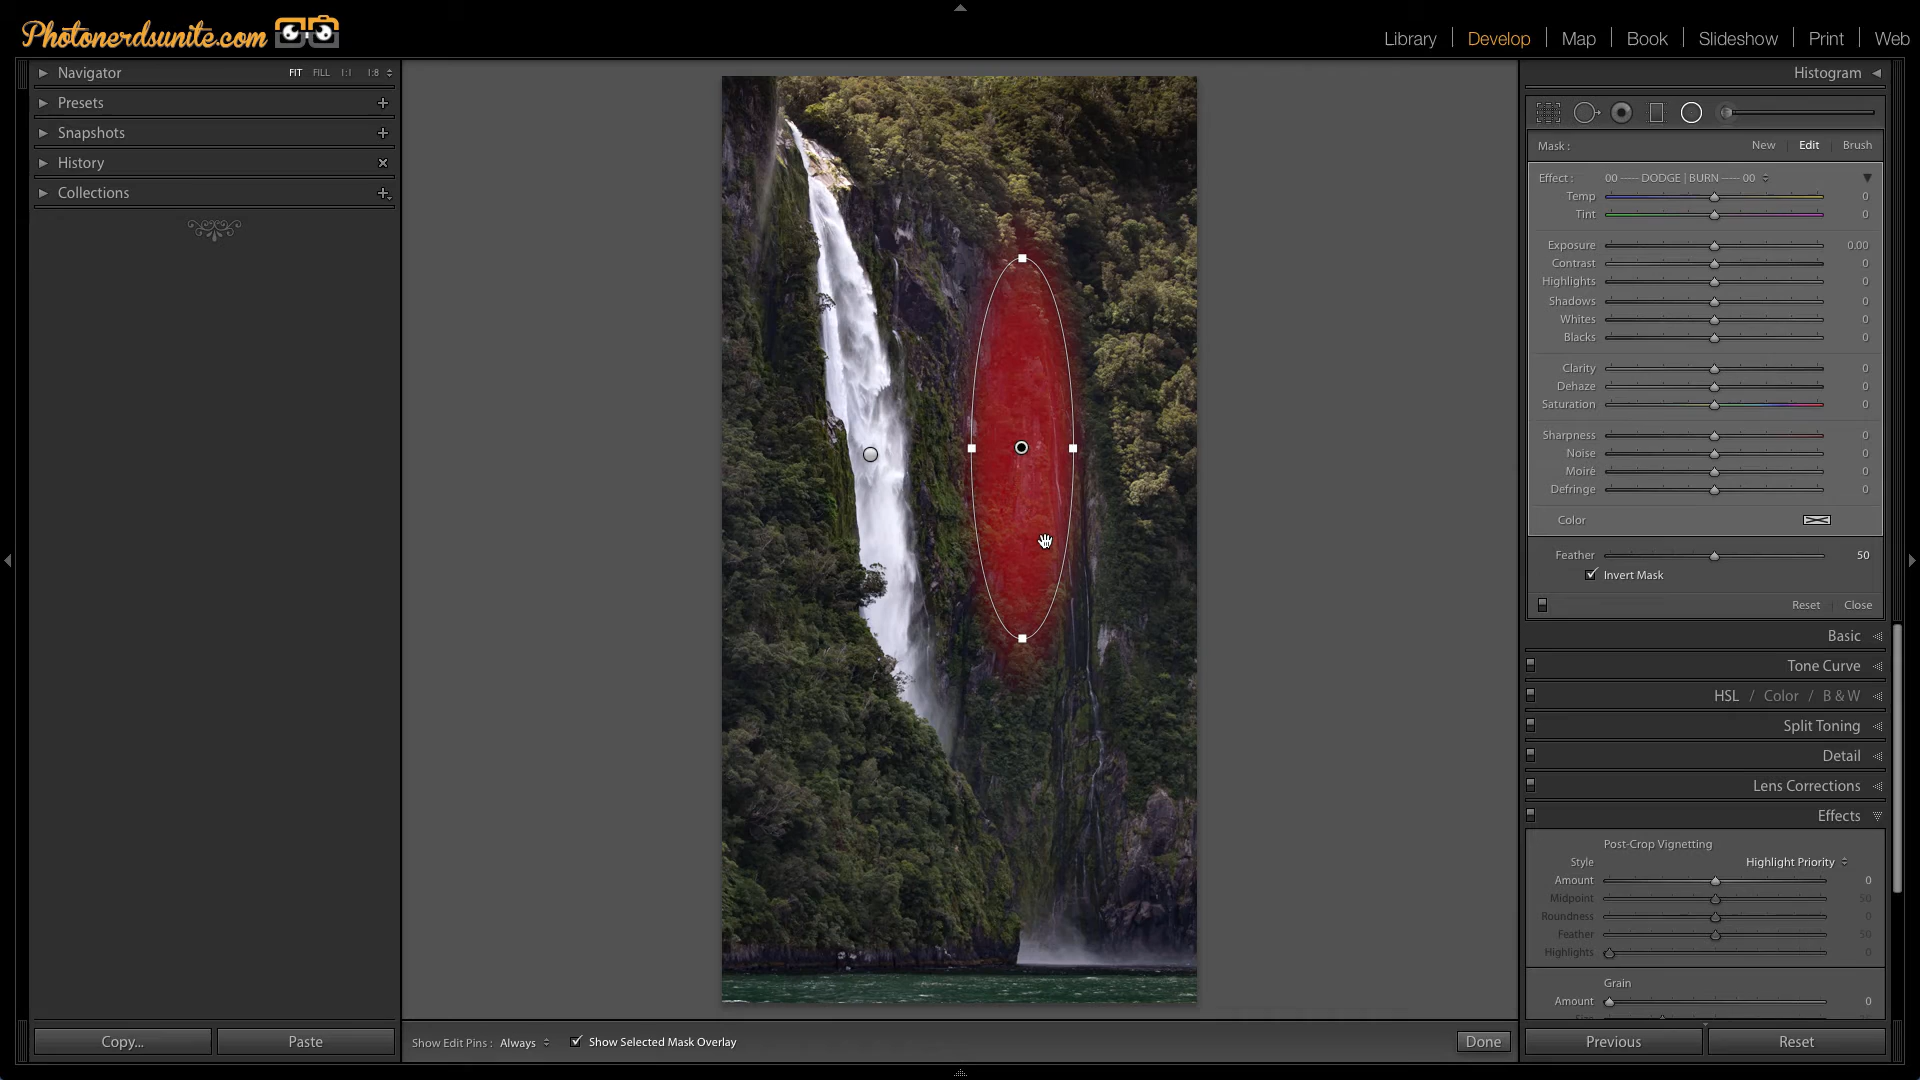 Photonerdsunite.com
Library | Develop | Map | Book | Slideshow | Print | Web
Navigator FIT FILL 1:1 1:8
Presets
Snapshots
History
Collections
Histogram
Mask : New | Edit | Brush
Effect : 00 ----- DODGE | BURN ----- 00
Temp 0
Tint 0
Exposure 0.00
Contrast 0
Highlights 0
Shadows 0
Whites 0
Blacks 0
Clarity 0
Dehaze 0
Saturation 0
Sharpness 0
Noise 0
Moiré 0
Defringe 0
Color
Feather 50
Invert Mask
Reset | Close
Basic
Tone Curve
HSL / Color / B & W
Split Toning
Detail
Lens Corrections
Effects
Post-Crop Vignetting
Style Highlight Priority
Amount 0
Midpoint 50
Roundness 0
Feather 50
Highlights 0
Grain
Amount 0
Copy... Paste
Show Edit Pins : Always Show Selected Mask Overlay Done
Previous Reset